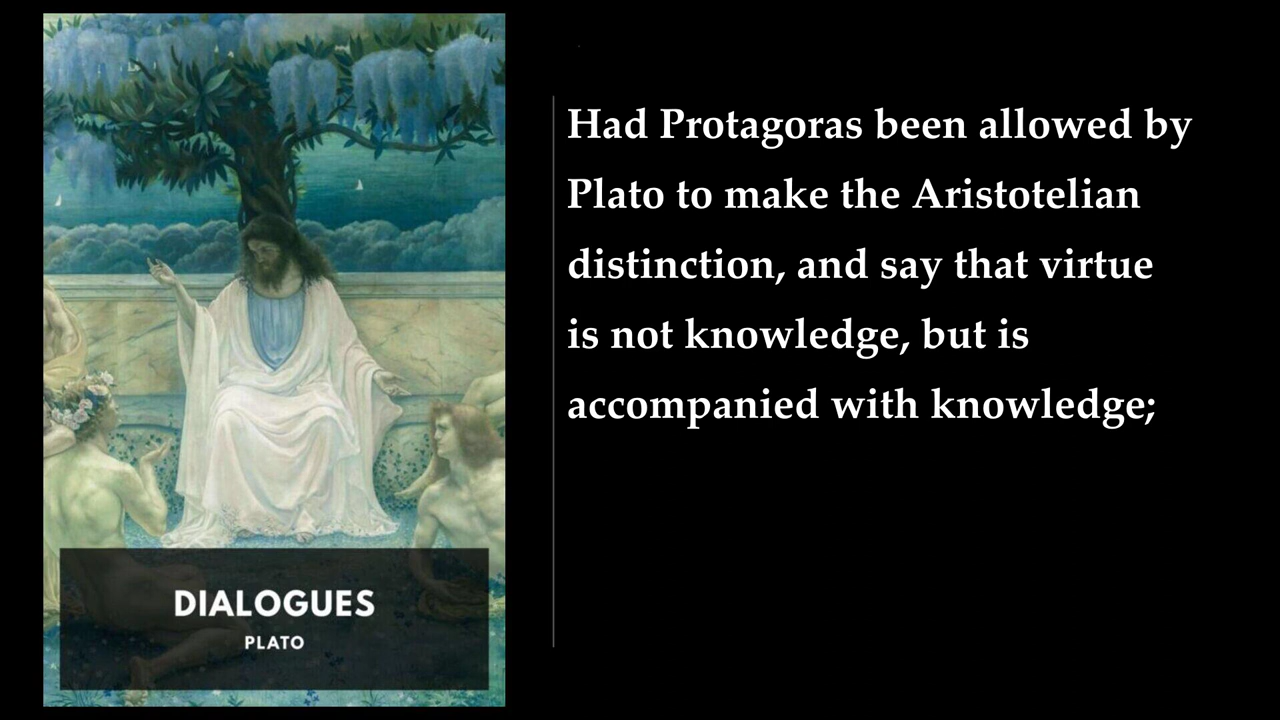 Had Protagoras been allowed by
Plato to make the Aristotelian
distinction, and say that virtue
is not knowledge, but is
accompanied with knowledge;
DIALOGUES
PLATO